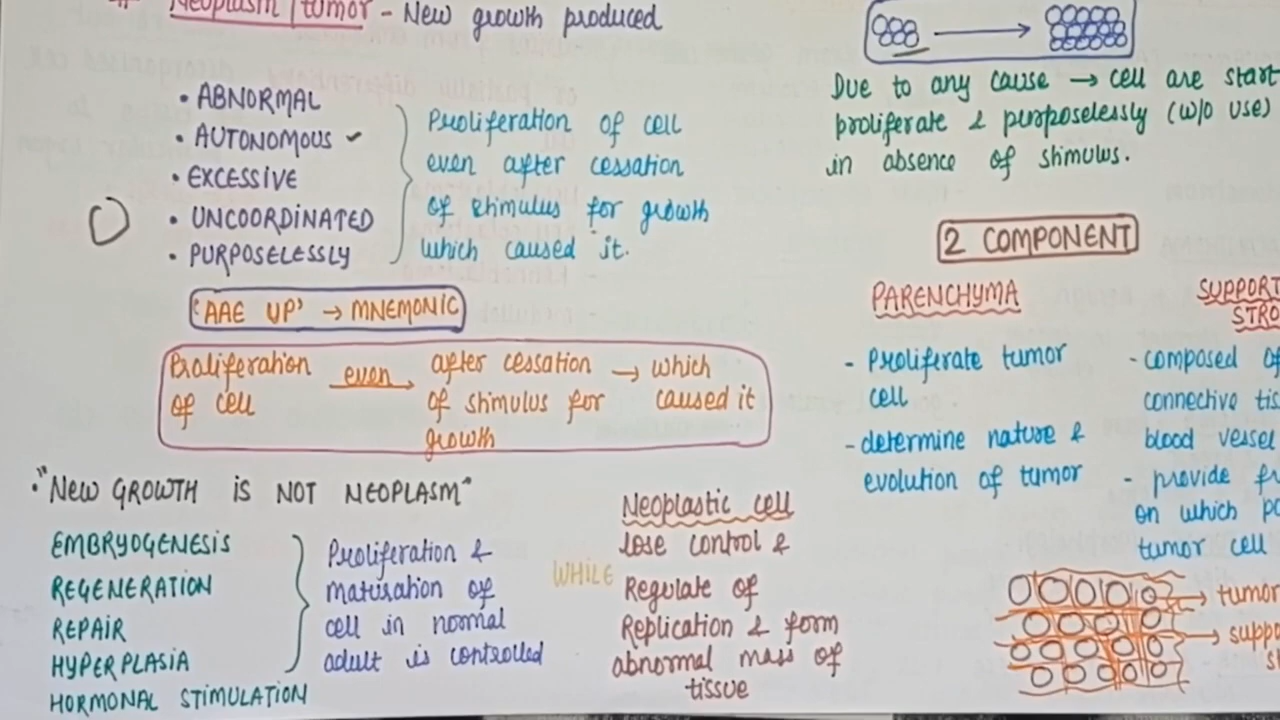 Neoplasm / tumor - New growth produced
• ABNORMAL
• AUTONOMOUS
• EXCESSIVE
• UNCOORDINATED
• PURPOSELESSLY
Proliferation of cell
even after cessation
of stimulus for growth
which caused it.
'AAE UP' → MNEMONIC
Proliferation even after cessation → which
of cell of stimulus for caused it
growth
"NEW GROWTH IS NOT NEOPLASM"
EMBRYOGENESIS
REGENERATION
REPAIR
HYPERPLASIA
HORMONAL STIMULATION
Proliferation &
maturation of
cell in normal
adult is controlled
WHILE
Neoplastic cell
lose control &
Regulate of
Replication & form
abnormal mass of
tissue
Due to any cause → cell are start
proliferate & purposelessly (w/o use)
in absence of stimulus.
2 COMPONENT
PARENCHYMA
- Proliferate tumor
cell
- determine nature &
evolution of tumor
SUPPORT
STRO
- composed of
connective tis
blood vessel
- provide fr
on which p
tumor cell
→ tumor
→ suppo